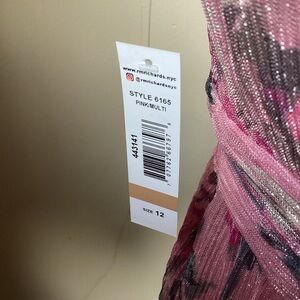 www.rmrichards.nyc
@rmrichardsnyc
STYLE 6165
PINK/MULTI
443141
SIZE 12